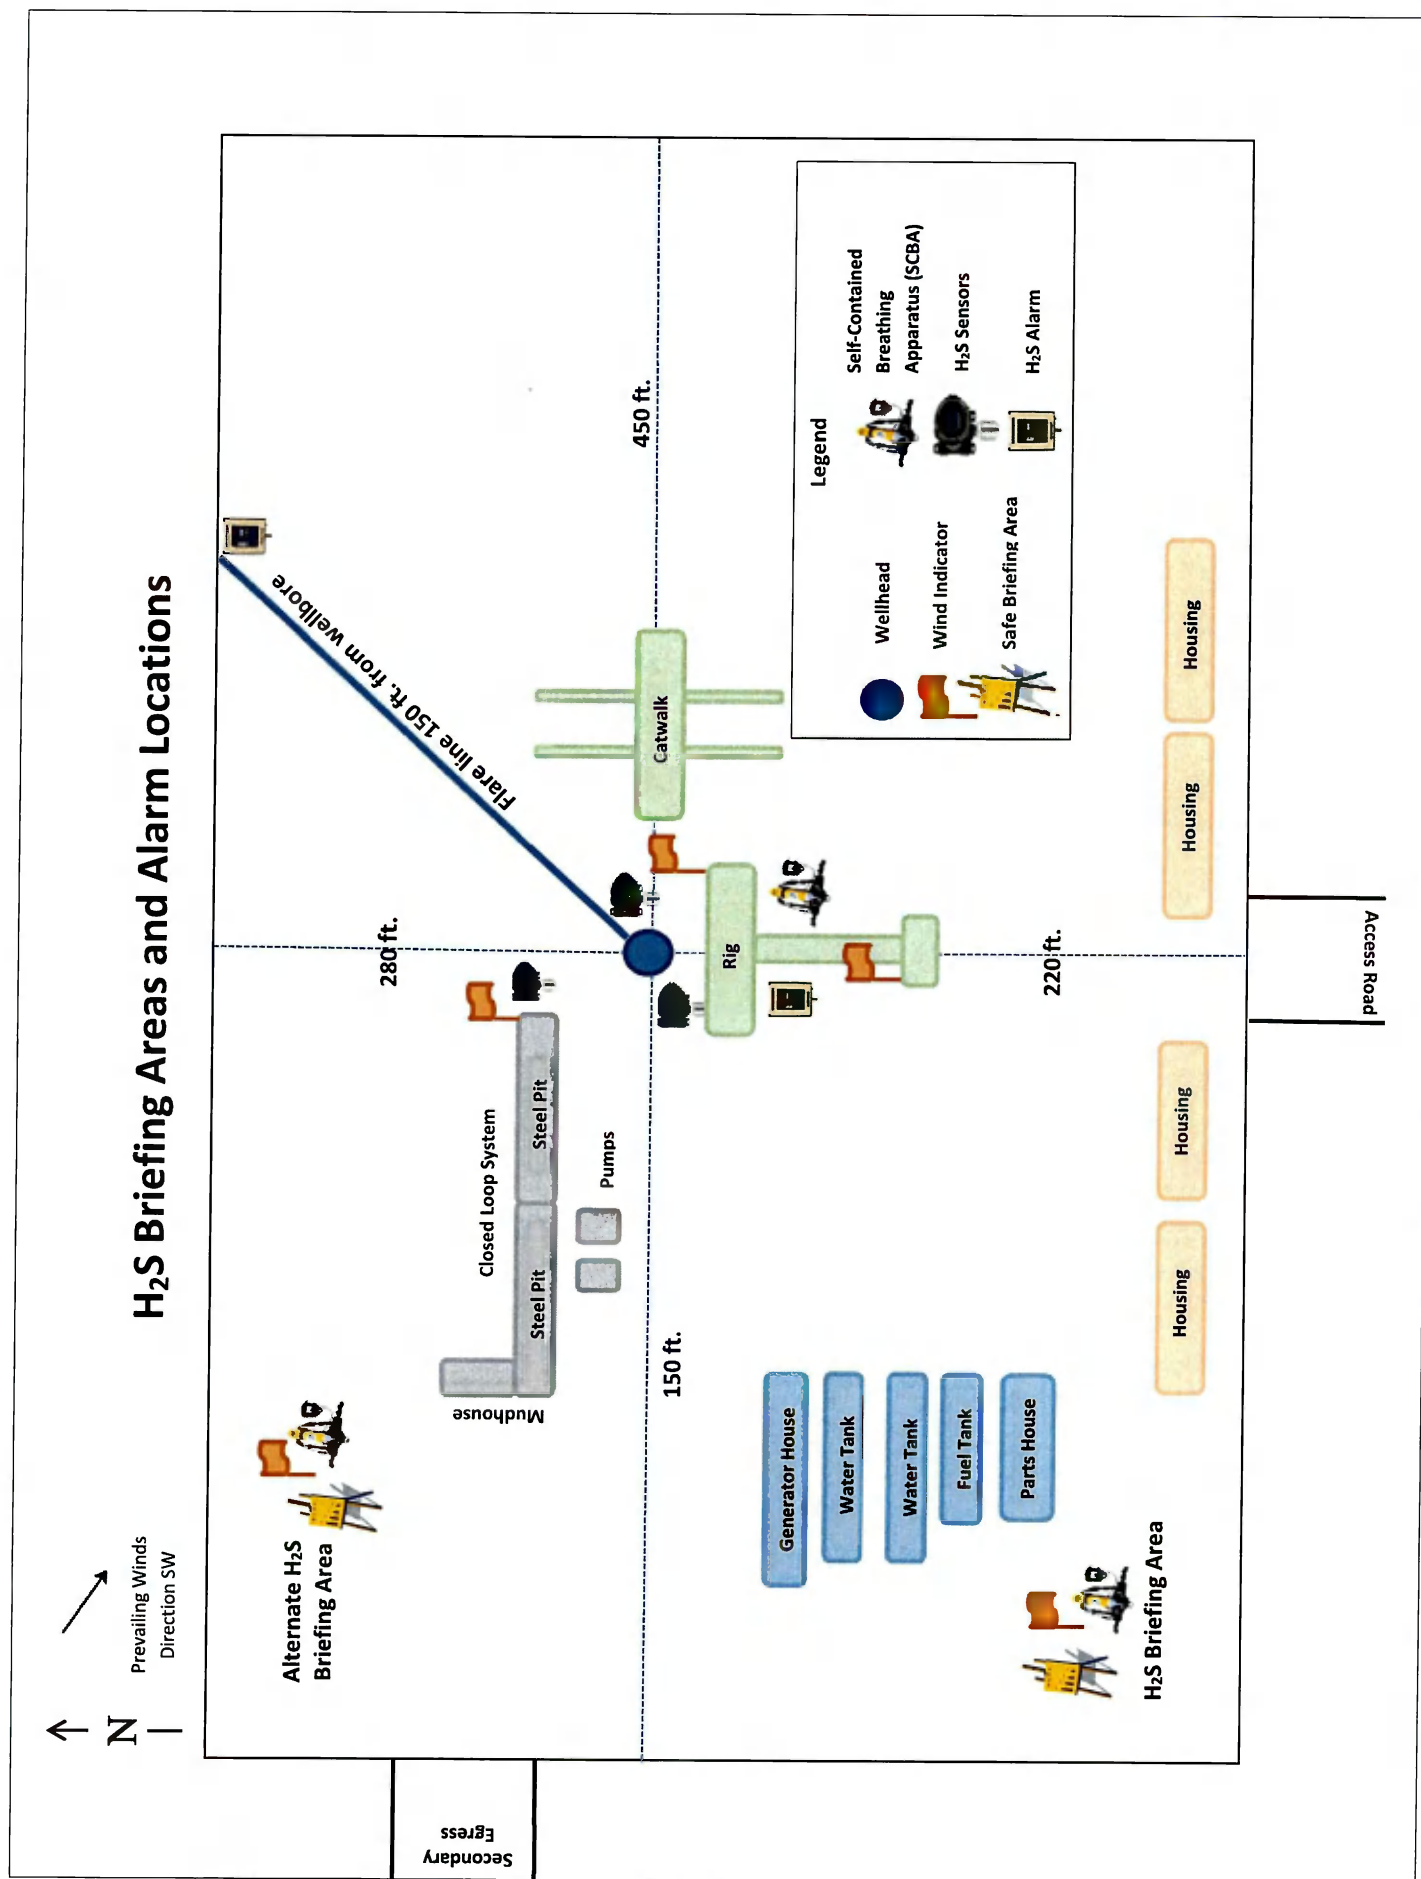 H₂S Briefing Areas and Alarm Locations
N
Prevailing Winds
Direction SW
Alternate H₂S
Briefing Area
Secondary
Egress
Mudhouse
Closed Loop System
Steel Pit
Steel Pit
Pumps
280 ft.
Flare line 150 ft. from wellbore
150 ft.
450 ft.
Catwalk
Rig
220 ft.
Generator House
Water Tank
Water Tank
Fuel Tank
Parts House
H₂S Briefing Area
Legend
Wellhead
Wind Indicator
Safe Briefing Area
Self-Contained
Breathing
Apparatus (SCBA)
H₂S Sensors
H₂S Alarm
Housing
Housing
Housing
Housing
Access Road